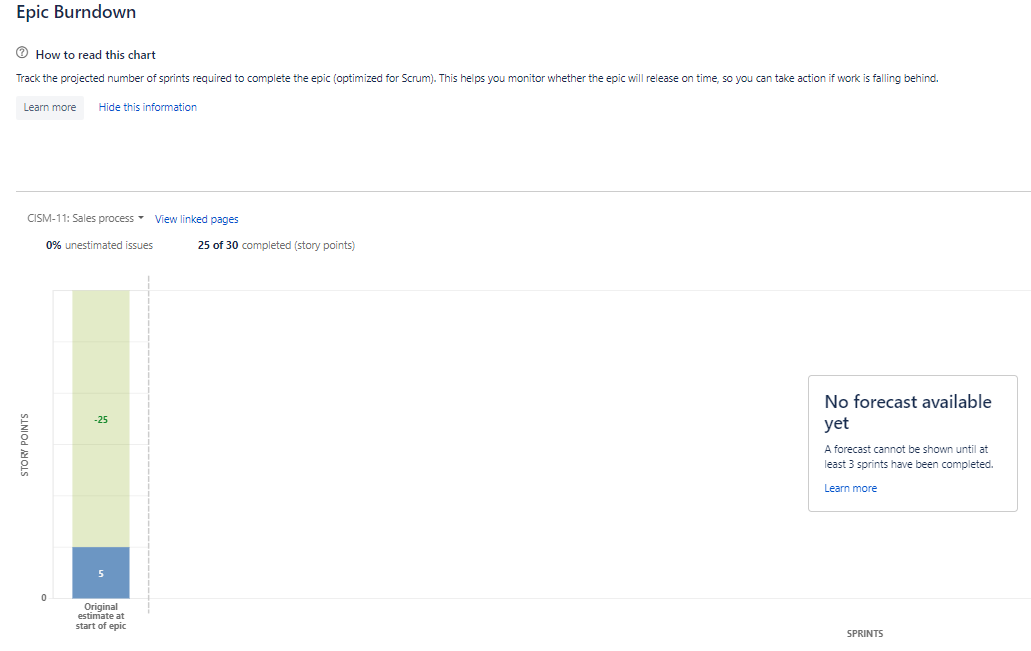 Epic Burndown
How to read this chart
Track the projected number of sprints required to complete the epic (optimized for Scrum). This helps you monitor whether the epic will release on time, so you can take action if work is falling behind.
Learn more Hide this information
CISM-11: Sales process View linked pages
0% unestimated issues 25 of 30 completed (story points)
STORY POINTS
-25
No forecast available
yet
A forecast cannot be shown until at
least 3 sprints have been completed.
Learn more
5
0
Original
estimate at
start of epic
SPRINTS